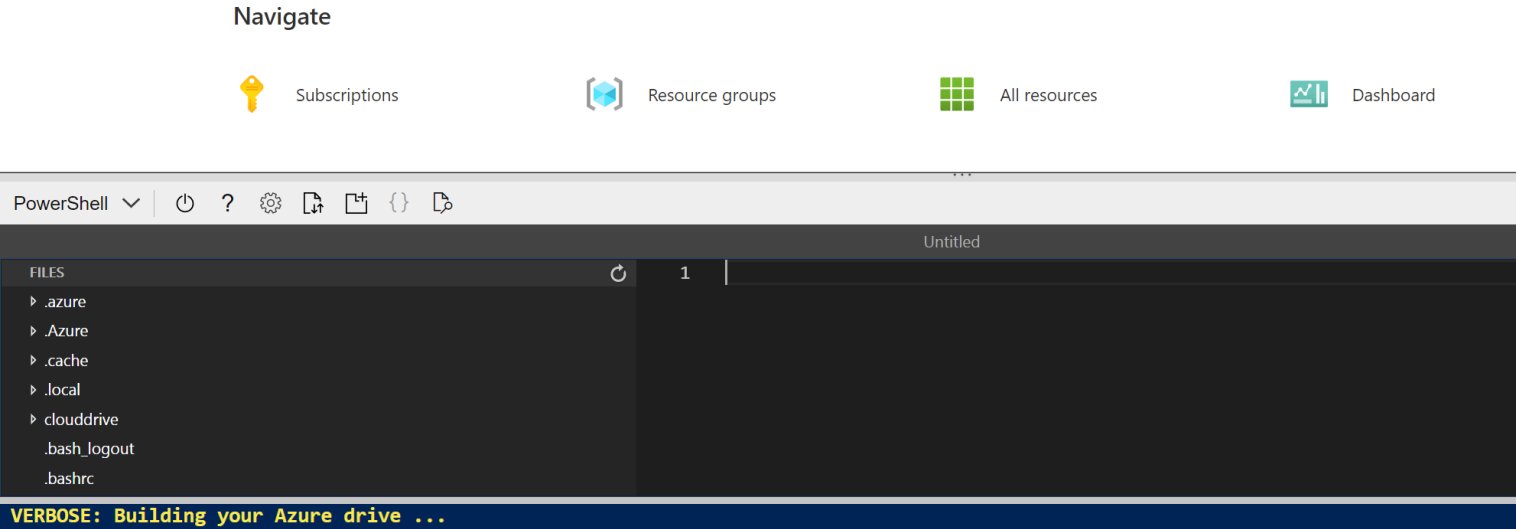 Navigate
Subscriptions Resource groups All resources Dashboard
PowerShell ? {}
Untitled
FILES 1
.azure
.Azure
.cache
.local
clouddrive
.bash_logout
.bashrc
VERBOSE: Building your Azure drive ...